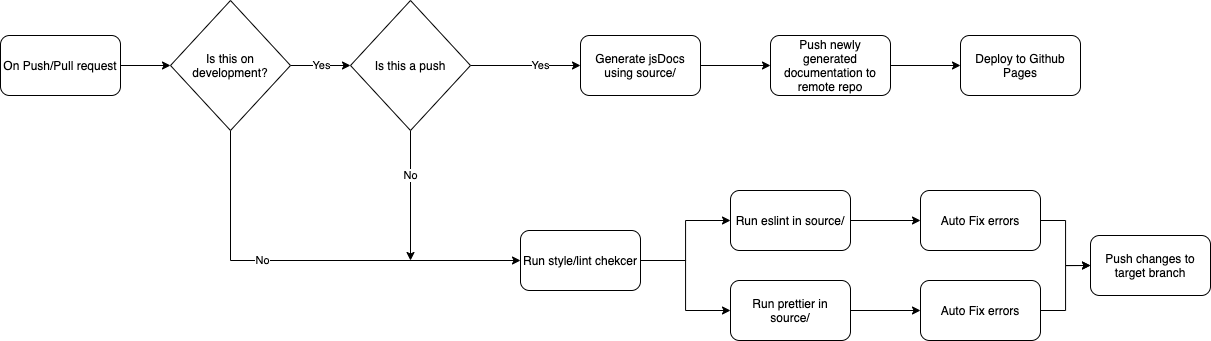 On Push/Pull request
Is this on
development?
Yes
Is this a push
Yes
Generate jsDocs
using source/
Push newly
generated
documentation to
remote repo
Deploy to Github
Pages
No
No
Run style/lint chekcer
Run eslint in source/
Auto Fix errors
Run prettier in
source/
Auto Fix errors
Push changes to
target branch